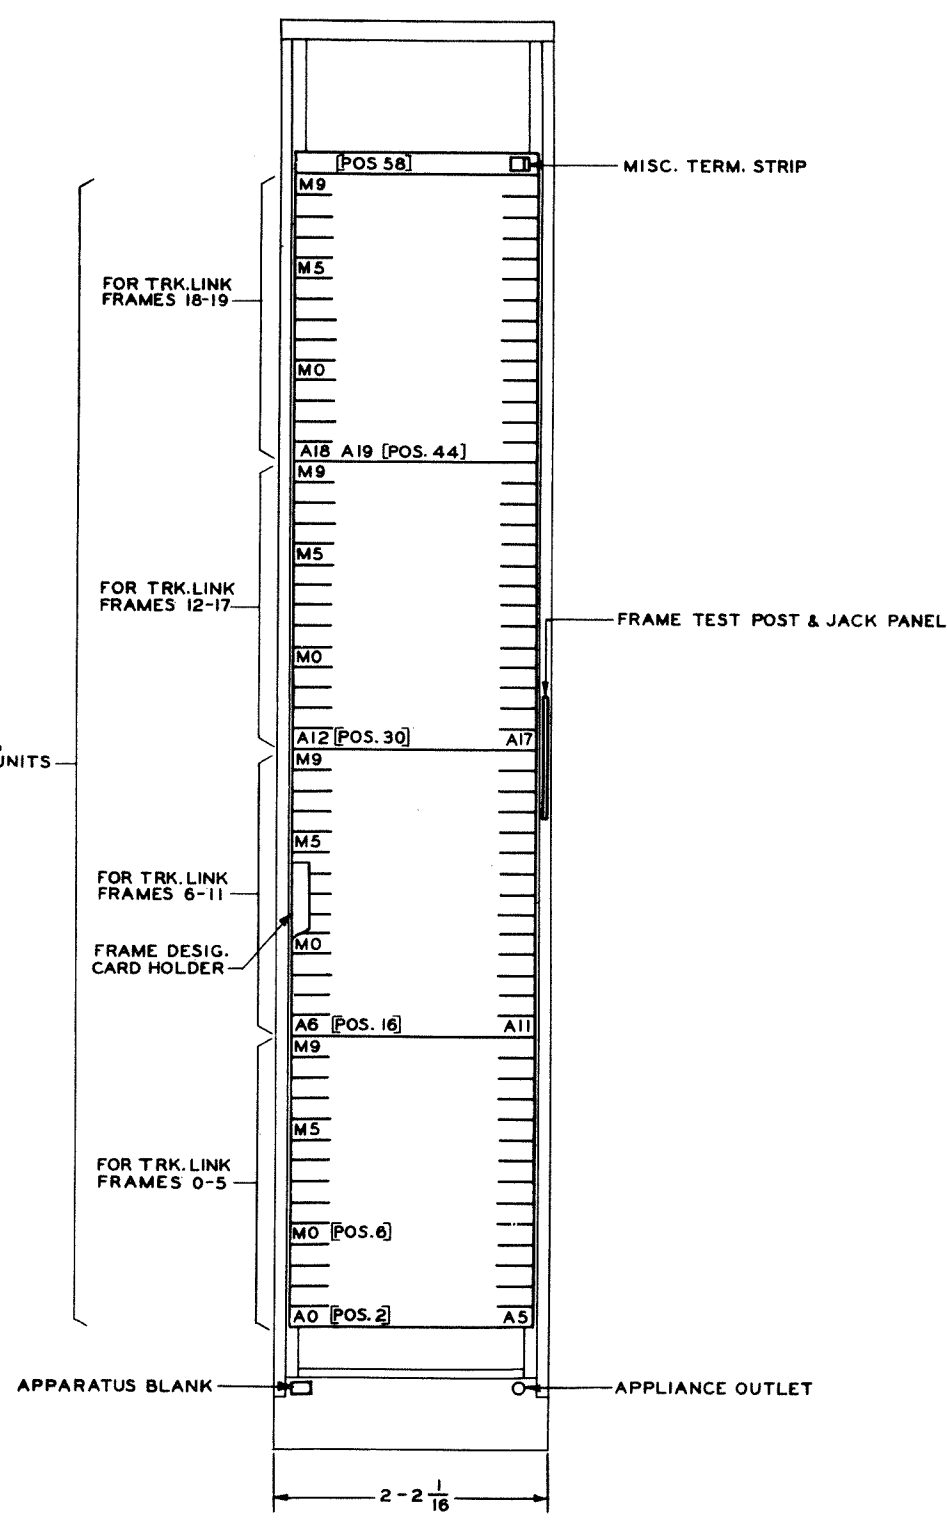 [POS 58]
MISC. TERM. STRIP
M9
M5
FOR TRK.LINK
FRAMES 18-19
M0
A18 A19 [POS. 44]
M9
M5
FOR TRK.LINK
FRAMES 12-17
FRAME TEST POST & JACK PANEL
M0
A12 [POS. 30] A17
M9
UNITS
M5
FOR TRK.LINK
FRAMES 6-11
M0
FRAME DESIG.
CARD HOLDER
A6 [POS. 16] A11
M9
M5
FOR TRK.LINK
FRAMES 0-5
M0 [POS.6]
A0 [POS. 2] A5
APPARATUS BLANK
APPLIANCE OUTLET
2-2 1/16